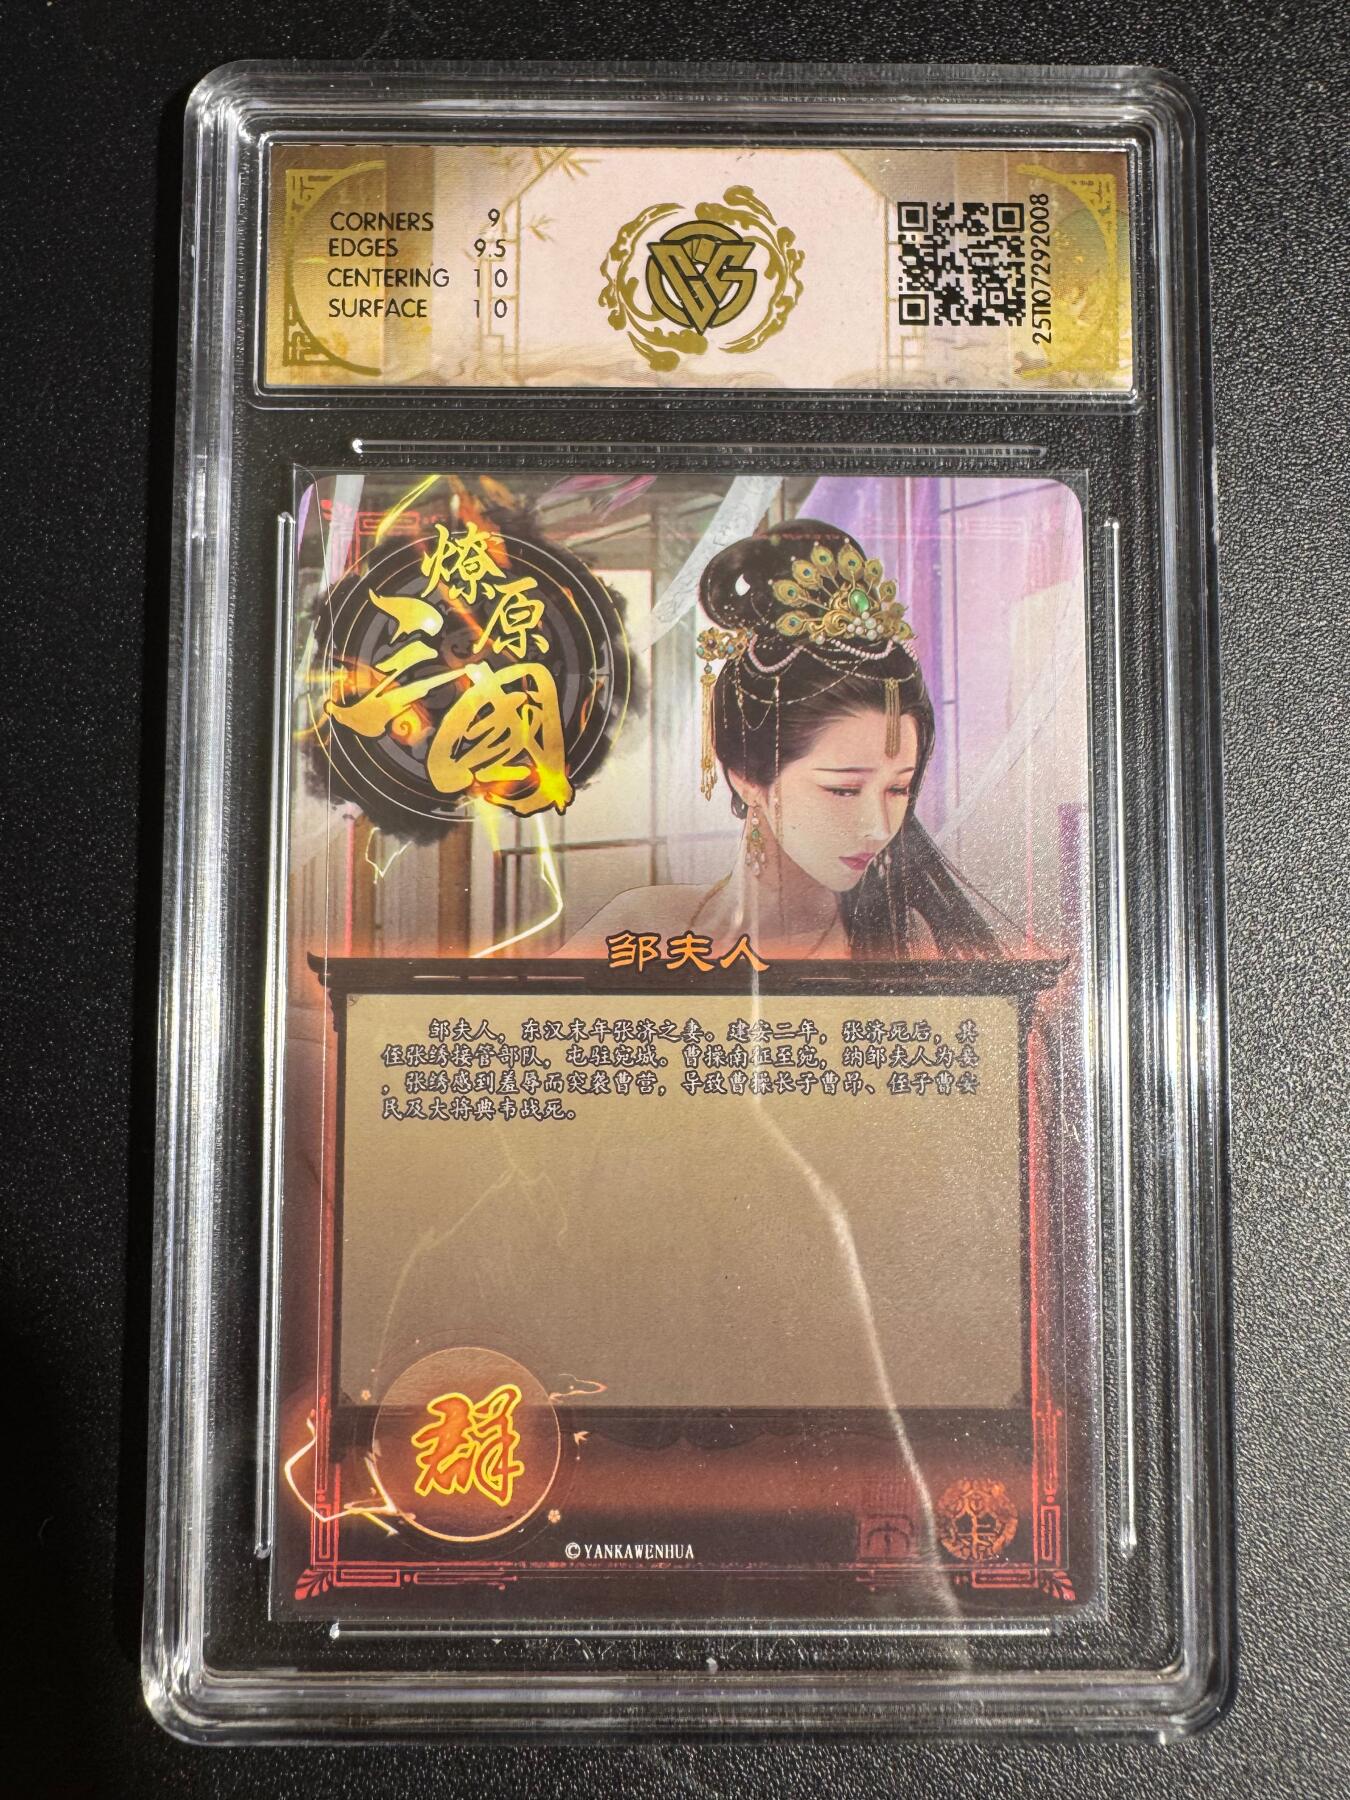 CORNERS 9
EDGES 9.5
CENTERING 10
SURFACE 10
CGS
251107292008
燎原
三國
邹夫人
邹夫人，东汉末年张济之妻。建安二年，张济死后，其
侄张绣接管部队，屯驻宛城。曹操南征至宛，纳邹夫人为妾
，张绣感到羞辱而突袭曹营，导致曹操长子曹昂、侄子曹安
民及大将典韦战死。
群
©YANKAWENHUA